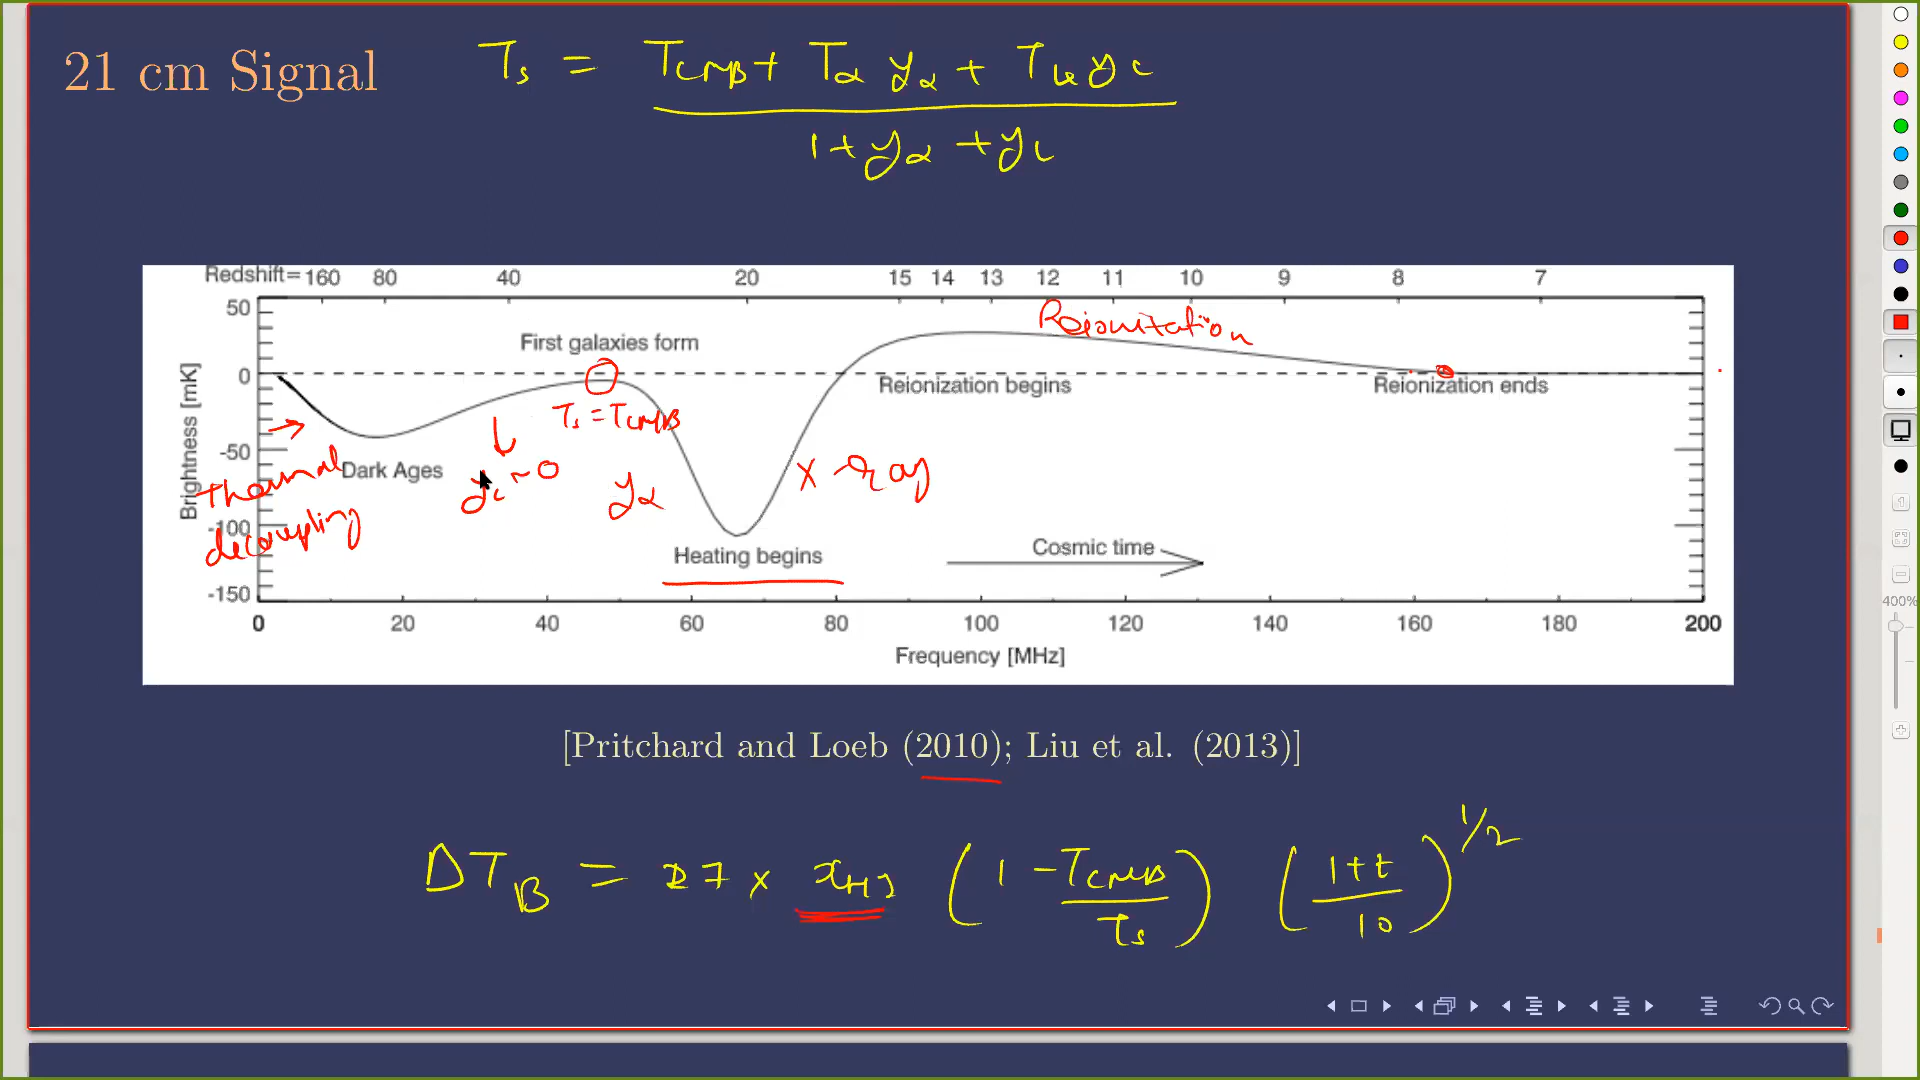 21 cm Signal
Ts = TCMB + Tα yα + Tk yc
1 + yα + yc
Redshift= 160 80 40 20 15 14 13 12 11 10 9 8 7
50
0
-50
-100
-150
Brightness [mK]
Reionization
First galaxies form
Ts = TCMB
Reionization begins
Reionization ends
Thermal
decoupling
Dark Ages
yc ~ 0
yα
X-ray
Heating begins
Cosmic time
0 20 40 60 80 100 120 140 160 180 200
Frequency [MHz]
[Pritchard and Loeb (2010); Liu et al. (2013)]
ΔTB = 27 × xHI (1 - TCMB/Ts) (1+z/10)^1/2
400%